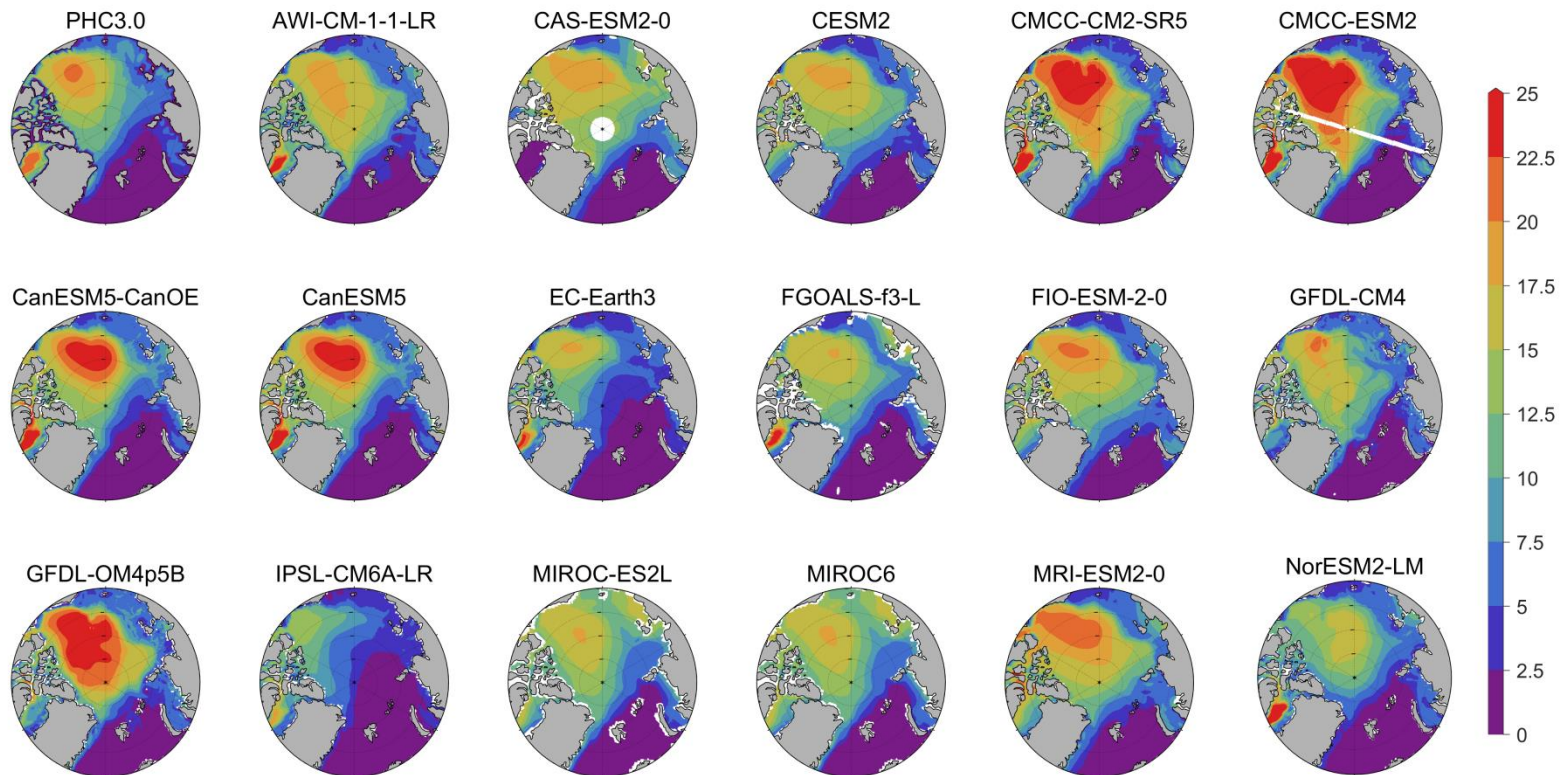 PHC3.0
AWI-CM-1-1-LR
CAS-ESM2-0
CESM2
CMCC-CM2-SR5
CMCC-ESM2
CanESM5-CanOE
CanESM5
EC-Earth3
FGOALS-f3-L
FIO-ESM-2-0
GFDL-CM4
GFDL-OM4p5B
IPSL-CM6A-LR
MIROC-ES2L
MIROC6
MRI-ESM2-0
NorESM2-LM
25
22.5
20
17.5
15
12.5
10
7.5
5
2.5
0